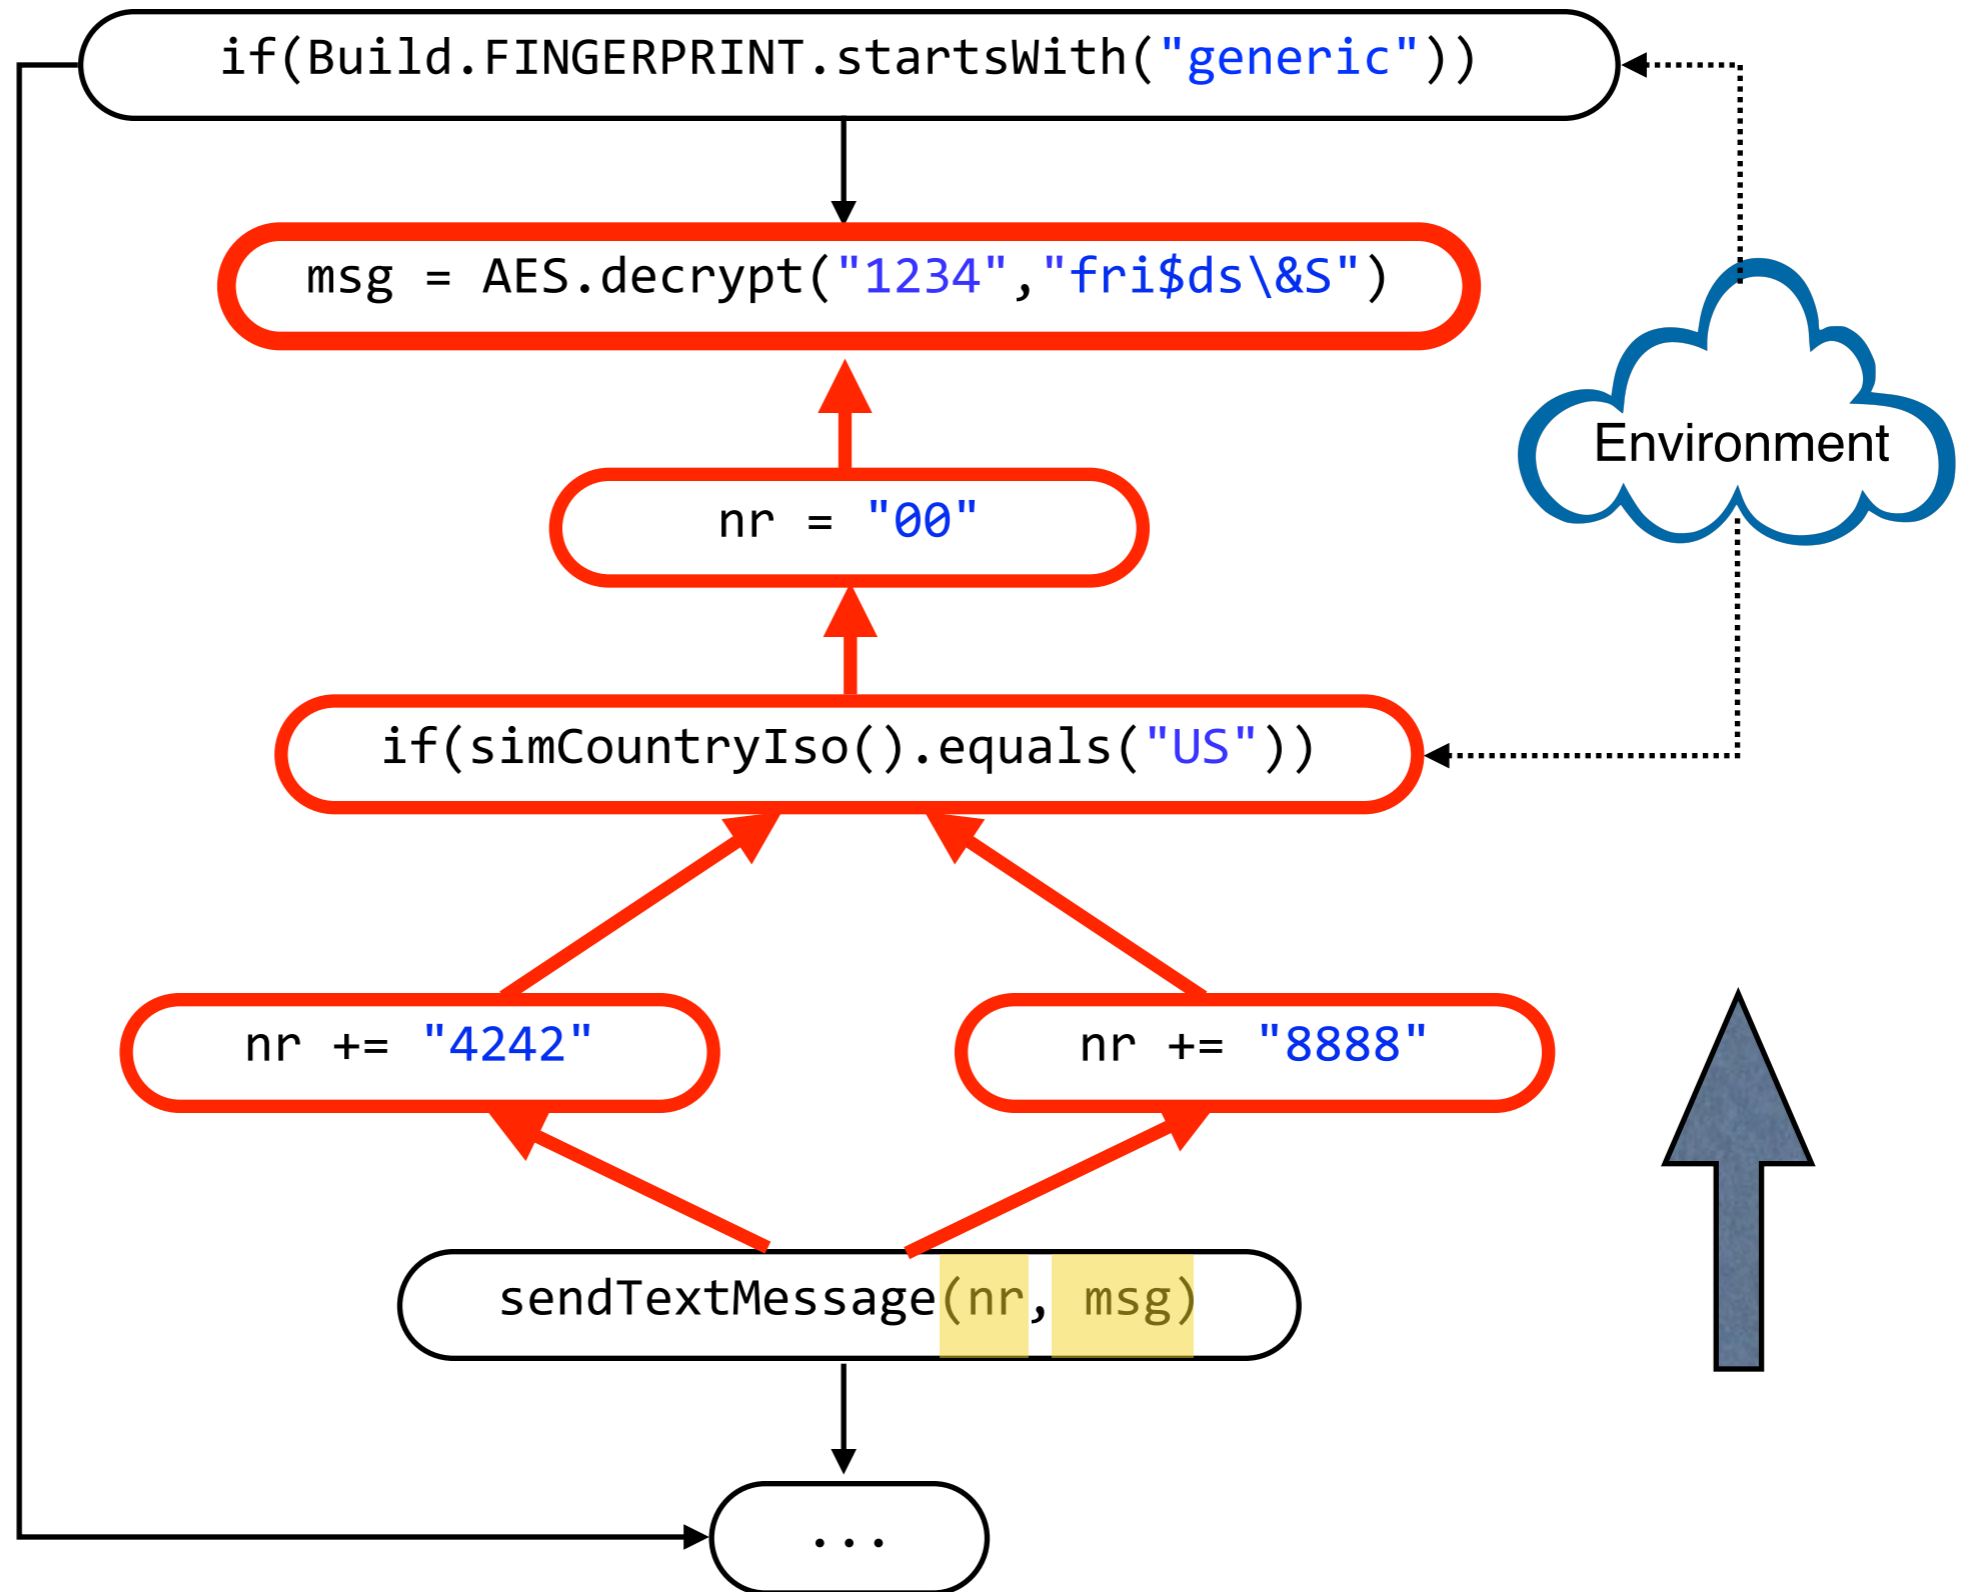 if(Build.FINGERPRINT.startsWith("generic"))
msg = AES.decrypt("1234","fri$ds\&S")
Environment
nr = "00"
if(simCountryIso().equals("US"))
nr += "4242"
nr += "8888"
sendTextMessage(nr, msg)
...